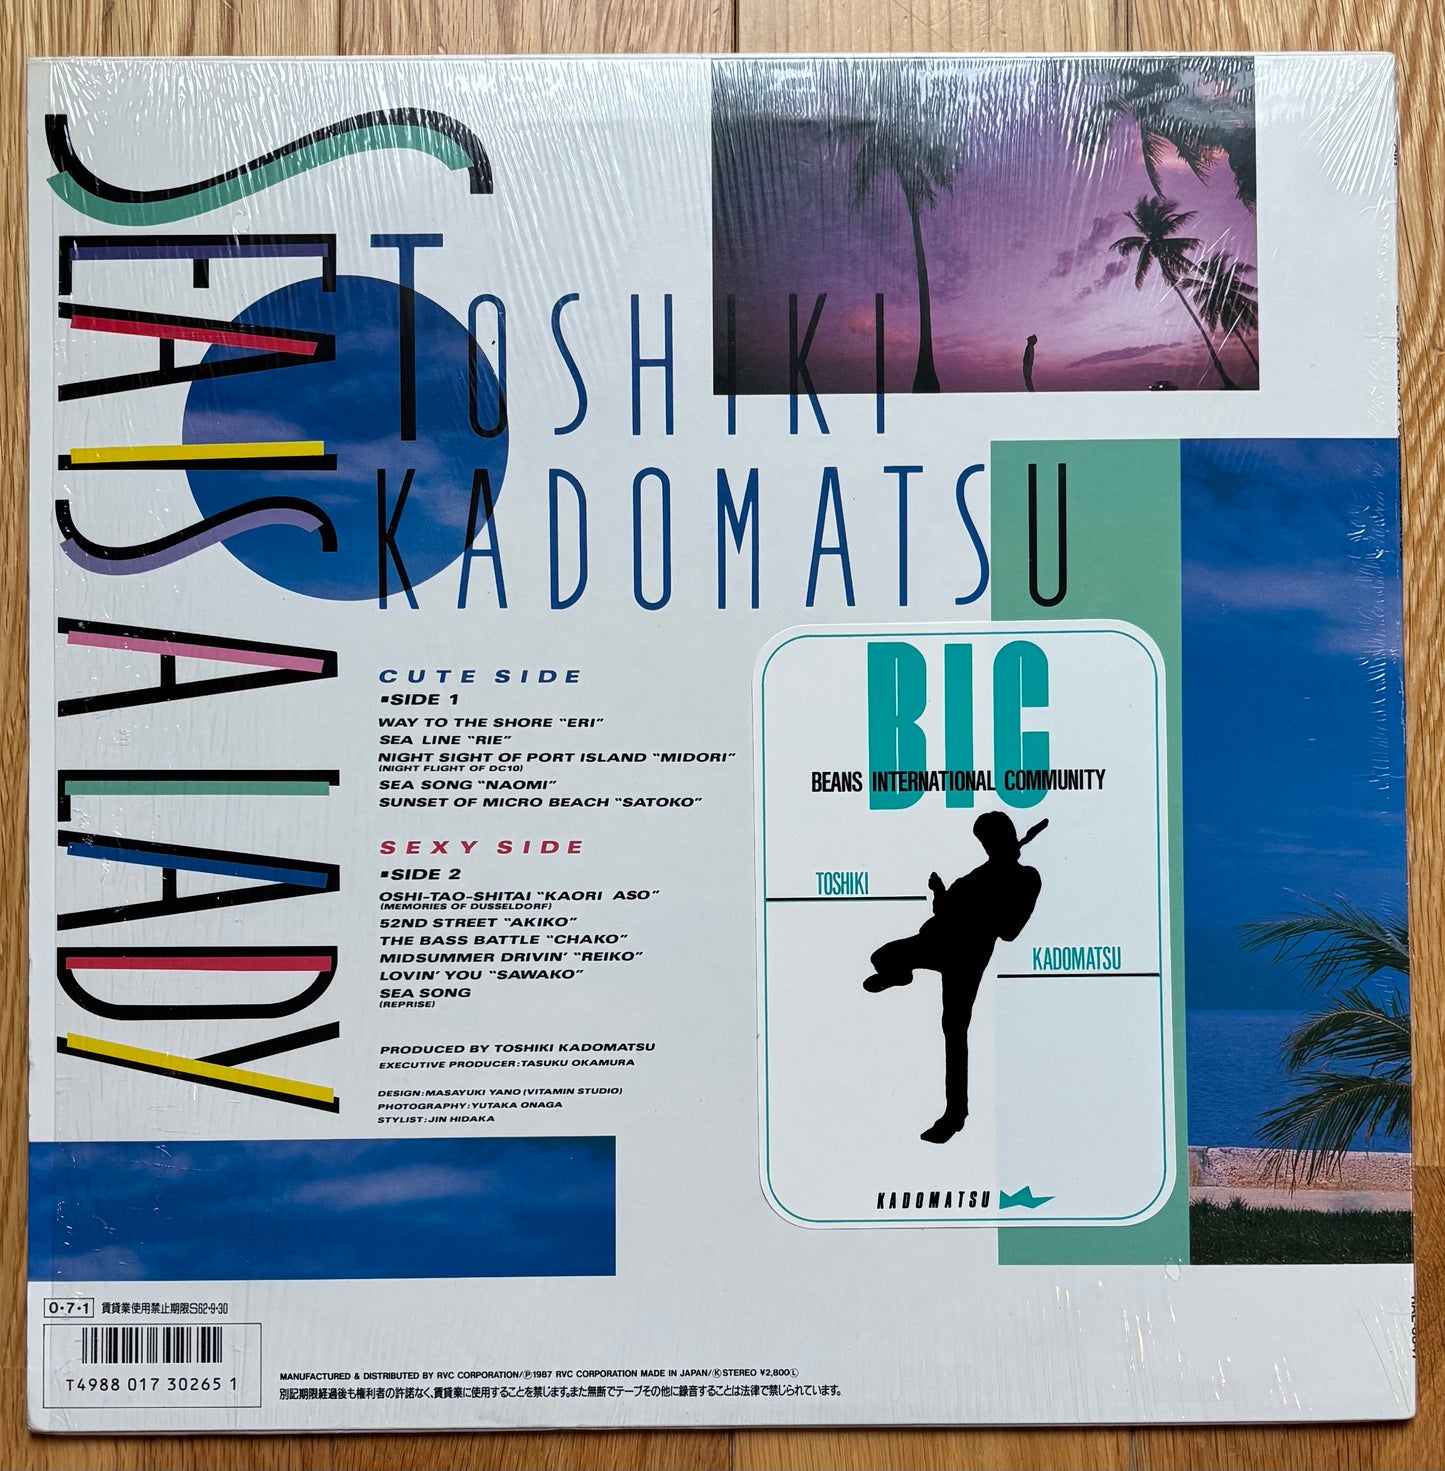 SEA IS A LADY
TOSHIKI
KADOMATSU
CUTE SIDE
■SIDE 1
WAY TO THE SHORE "ERI"
SEA LINE "RIE"
NIGHT SIGHT OF PORT ISLAND "MIDORI"
(NIGHT FLIGHT OF DC10)
SEA SONG "NAOMI"
SUNSET OF MICRO BEACH "SATOKO"
SEXY SIDE
■SIDE 2
OSHI-TAO-SHITAI "KAORI ASO"
(MEMORIES OF DUSSELDORF)
52ND STREET "AKIKO"
THE BASS BATTLE "CHAKO"
MIDSUMMER DRIVIN' "REIKO"
LOVIN' YOU "SAWAKO"
SEA SONG
(REPRISE)
PRODUCED BY TOSHIKI KADOMATSU
EXECUTIVE PRODUCER:TASUKU OKAMURA
DESIGN:MASAYUKI YANO (VITAMIN STUDIO)
PHOTOGRAPHY:YUTAKA ONAGA
STYLIST:JIN HIDAKA
BIC
BEANS INTERNATIONAL COMMUNITY
TOSHIKI
KADOMATSU
KADOMATSU
0・7・1 賃貸業使用禁止期限S62・9・30
T4988 017 30265 1
MANUFACTURED & DISTRIBUTED BY RVC CORPORATION/Ⓟ1987 RVC CORPORATION MADE IN JAPAN/Ⓚ STEREO ¥2,800Ⓛ
別記期限経過後も権利者の許諾なく、賃貸業に使用することを禁じます。また無断でテープその他に録音することは法律で禁じられています。